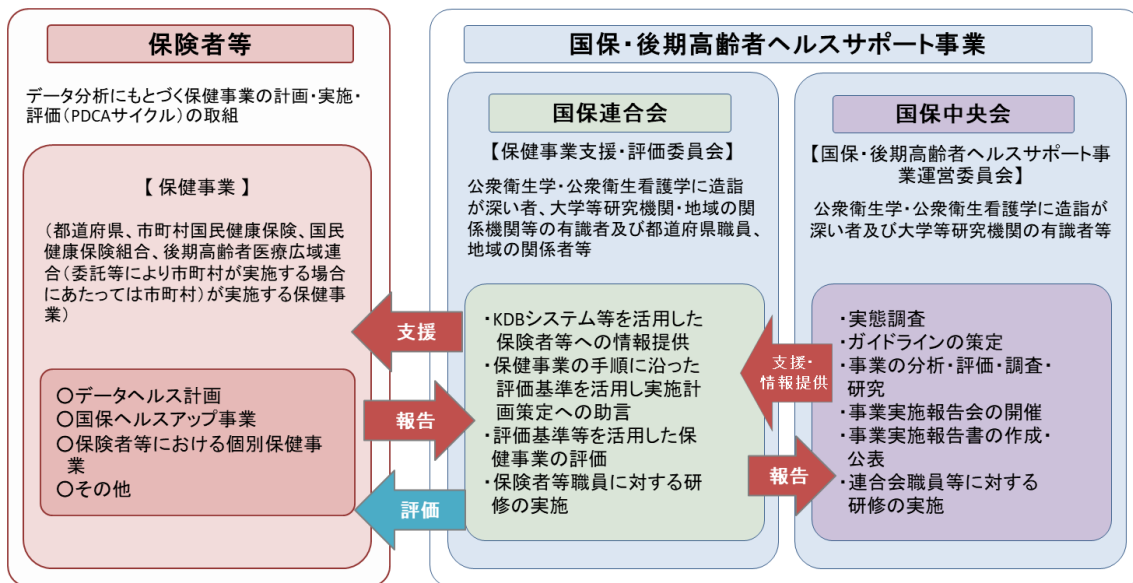 保険者等
データ分析にもとづく保健事業の計画・実施・
評価(PDCAサイクル)の取組
【 保健事業 】
(都道府県、市町村国民健康保険、国民
健康保険組合、後期高齢者医療広域連
合(委託等により市町村が実施する場合
にあたっては市町村)が実施する保健事
業)
〇データヘルス計画
〇国保ヘルスアップ事業
〇保険者等における個別保健事
業
〇その他
支援
報告
評価
国保・後期高齢者ヘルスサポート事業
国保連合会
【保健事業支援・評価委員会】
公衆衛生学・公衆衛生看護学に造詣
が深い者、大学等研究機関・地域の関
係機関等の有識者及び都道府県職員、
地域の関係者等
・KDBシステム等を活用した
保険者等への情報提供
・保健事業の手順に沿った
評価基準を活用し実施計
画策定への助言
・評価基準等を活用した保
健事業の評価
・保険者等職員に対する研
修の実施
支援・
情報提供
報告
国保中央会
【国保・後期高齢者ヘルスサポート事
業運営委員会】
公衆衛生学・公衆衛生看護学に造詣が
深い者及び大学等研究機関の有識者等
・実態調査
・ガイドラインの策定
・事業の分析・評価・調査・
研究
・事業実施報告会の開催
・事業実施報告書の作成・
公表
・連合会職員等に対する
研修の実施